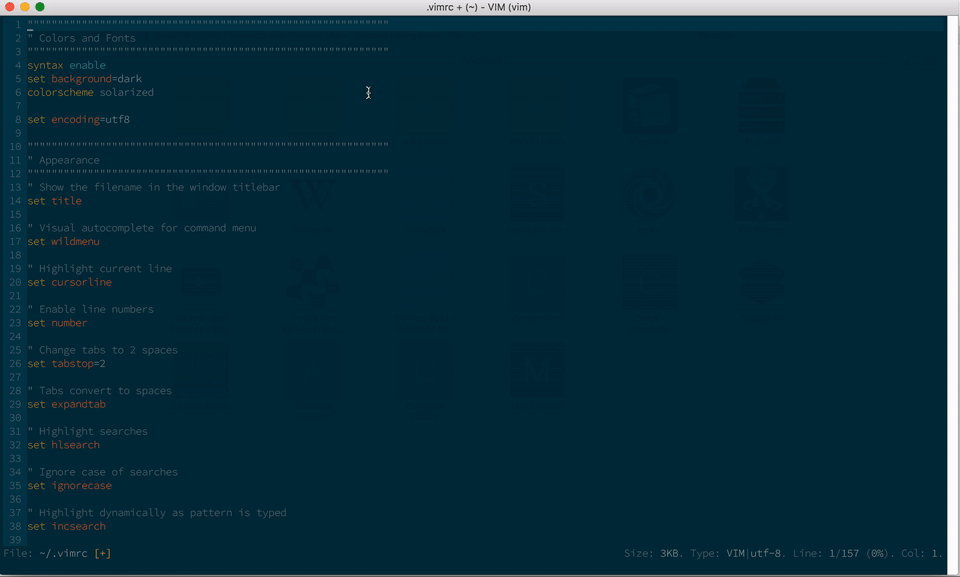 .vimrc + (~) - VIM (vim)
1 """"""""""""""""""""""""""""""""""""""""""""""""""""""""""""
2 " Colors and Fonts
3 """"""""""""""""""""""""""""""""""""""""""""""""""""""""""""
4 syntax enable
5 set background=dark
6 colorscheme solarized
7
8 set encoding=utf8
9
10 """"""""""""""""""""""""""""""""""""""""""""""""""""""""""""
11 " Appearance
12 """"""""""""""""""""""""""""""""""""""""""""""""""""""""""""
13 " Show the filename in the window titlebar
14 set title
15
16 " Visual autocomplete for command menu
17 set wildmenu
18
19 " Highlight current line
20 set cursorline
21
22 " Enable line numbers
23 set number
24
25 " Change tabs to 2 spaces
26 set tabstop=2
27
28 " Tabs convert to spaces
29 set expandtab
30
31 " Highlight searches
32 set hlsearch
33
34 " Ignore case of searches
35 set ignorecase
36
37 " Highlight dynamically as pattern is typed
38 set incsearch
39
File: ~/.vimrc [+] Size: 3KB. Type: VIM|utf-8. Line: 1/157 (0%). Col: 1.